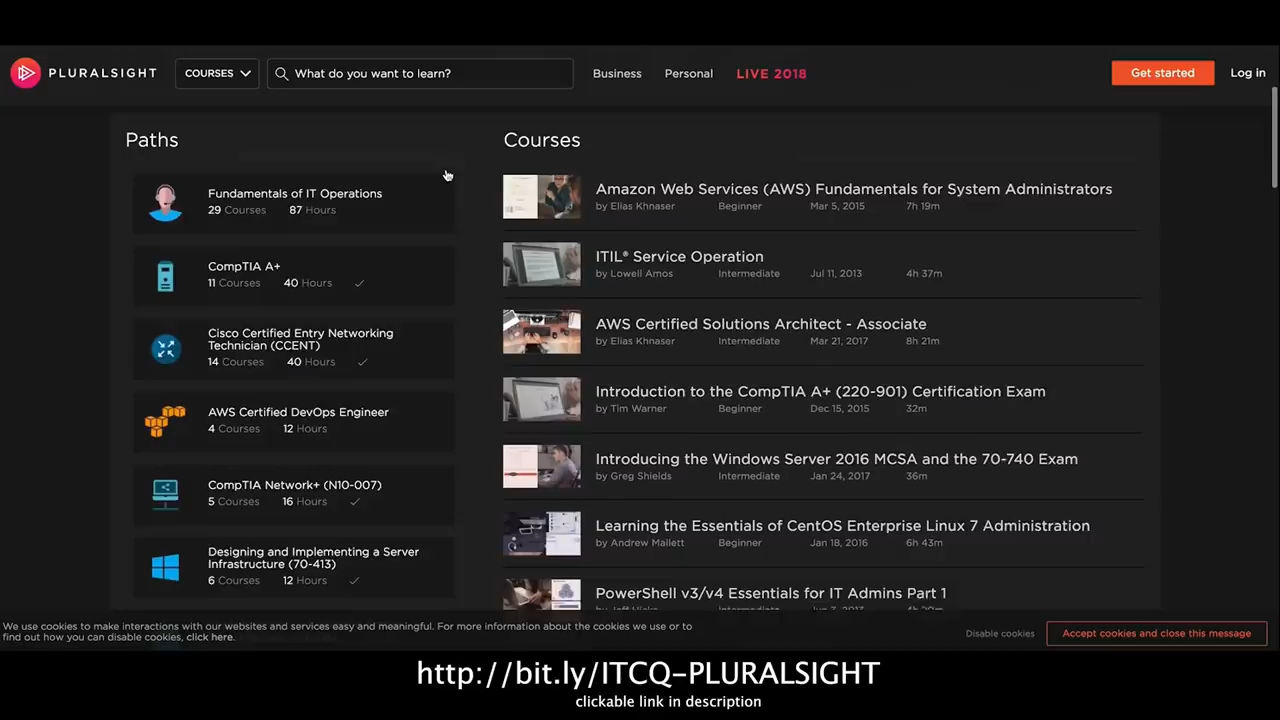 PLURALSIGHT
COURSES
What do you want to learn?
Business
Personal
LIVE 2018
Get started
Log in
Paths
Fundamentals of IT Operations
29 Courses 87 Hours
CompTIA A+
11 Courses 40 Hours
Cisco Certified Entry Networking
Technician (CCENT)
14 Courses 40 Hours
AWS Certified DevOps Engineer
4 Courses 12 Hours
CompTIA Network+ (N10-007)
5 Courses 16 Hours
Designing and Implementing a Server
Infrastructure (70-413)
6 Courses 12 Hours
Courses
Amazon Web Services (AWS) Fundamentals for System Administrators
by Elias Khnaser Beginner Mar 5, 2015 7h 19m
ITIL® Service Operation
by Lowell Amos Intermediate Jul 11, 2013 4h 37m
AWS Certified Solutions Architect - Associate
by Elias Khnaser Intermediate Mar 21, 2017 8h 21m
Introduction to the CompTIA A+ (220-901) Certification Exam
by Tim Warner Beginner Dec 15, 2015 32m
Introducing the Windows Server 2016 MCSA and the 70-740 Exam
by Greg Shields Intermediate Jan 24, 2017 36m
Learning the Essentials of CentOS Enterprise Linux 7 Administration
by Andrew Mallett Beginner Jan 18, 2016 6h 43m
PowerShell v3/v4 Essentials for IT Admins Part 1
We use cookies to make interactions with our websites and services easy and meaningful. For more information about the cookies we use or to
find out how you can disable cookies, click here.
Disable cookies
Accept cookies and close this message
http://bit.ly/ITCQ-PLURALSIGHT
clickable link in description